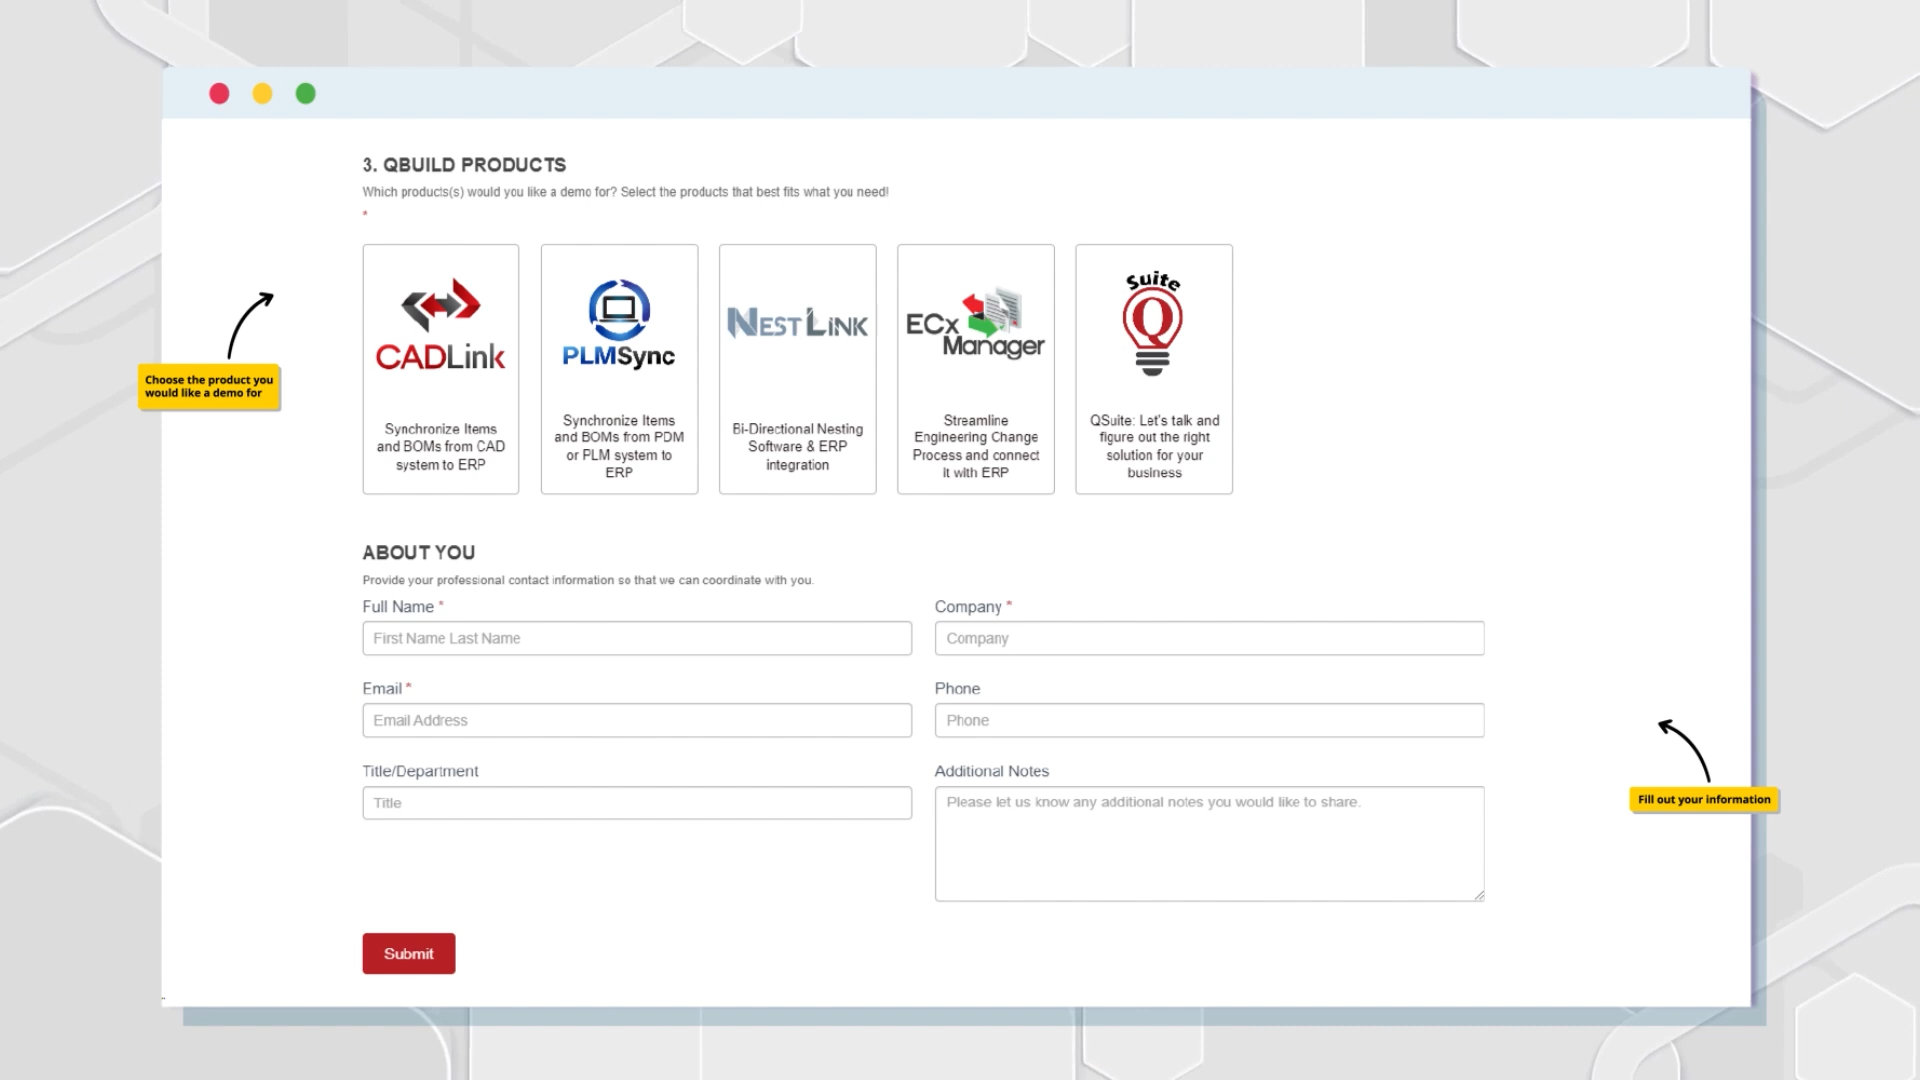 3. QBUILD PRODUCTS
Which products(s) would you like a demo for? Select the products that best fits what you need!
*
CADLink
Synchronize Items
and BOMs from CAD
system to ERP
PLMSync
Synchronize Items
and BOMs from PDM
or PLM system to
ERP
NESTLINK
Bi-Directional Nesting
Software & ERP
integration
ECx
Manager
Streamline
Engineering Change
Process and connect
it with ERP
Suite
Q
QSuite: Let's talk and
figure out the right
solution for your
business
Choose the product you
would like a demo for
ABOUT YOU
Provide your professional contact information so that we can coordinate with you.
Full Name *
First Name Last Name
Company *
Company
Email *
Email Address
Phone
Phone
Title/Department
Title
Additional Notes
Please let us know any additional notes you would like to share.
Fill out your information
Submit